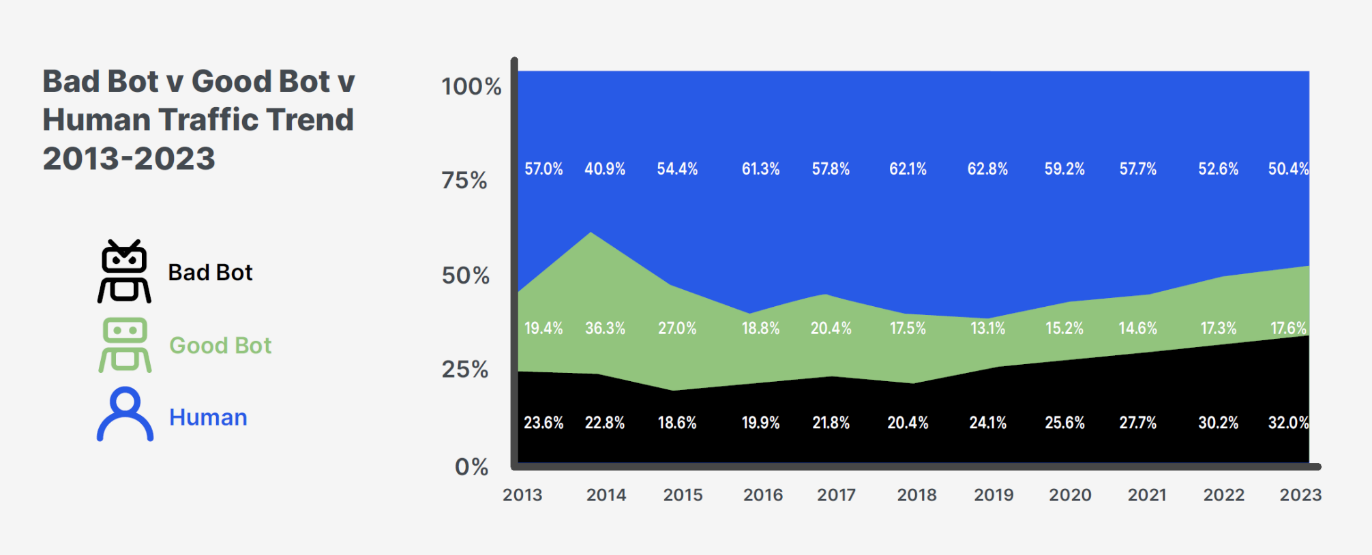 Bad Bot v Good Bot v
Human Traffic Trend
2013-2023
Bad Bot
Good Bot
Human
100%
75%
50%
25%
0%
57.0% 40.9% 54.4% 61.3% 57.8% 62.1% 62.8% 59.2% 57.7% 52.6% 50.4%
19.4% 36.3% 27.0% 18.8% 20.4% 17.5% 13.1% 15.2% 14.6% 17.3% 17.6%
23.6% 22.8% 18.6% 19.9% 21.8% 20.4% 24.1% 25.6% 27.7% 30.2% 32.0%
2013 2014 2015 2016 2017 2018 2019 2020 2021 2022 2023